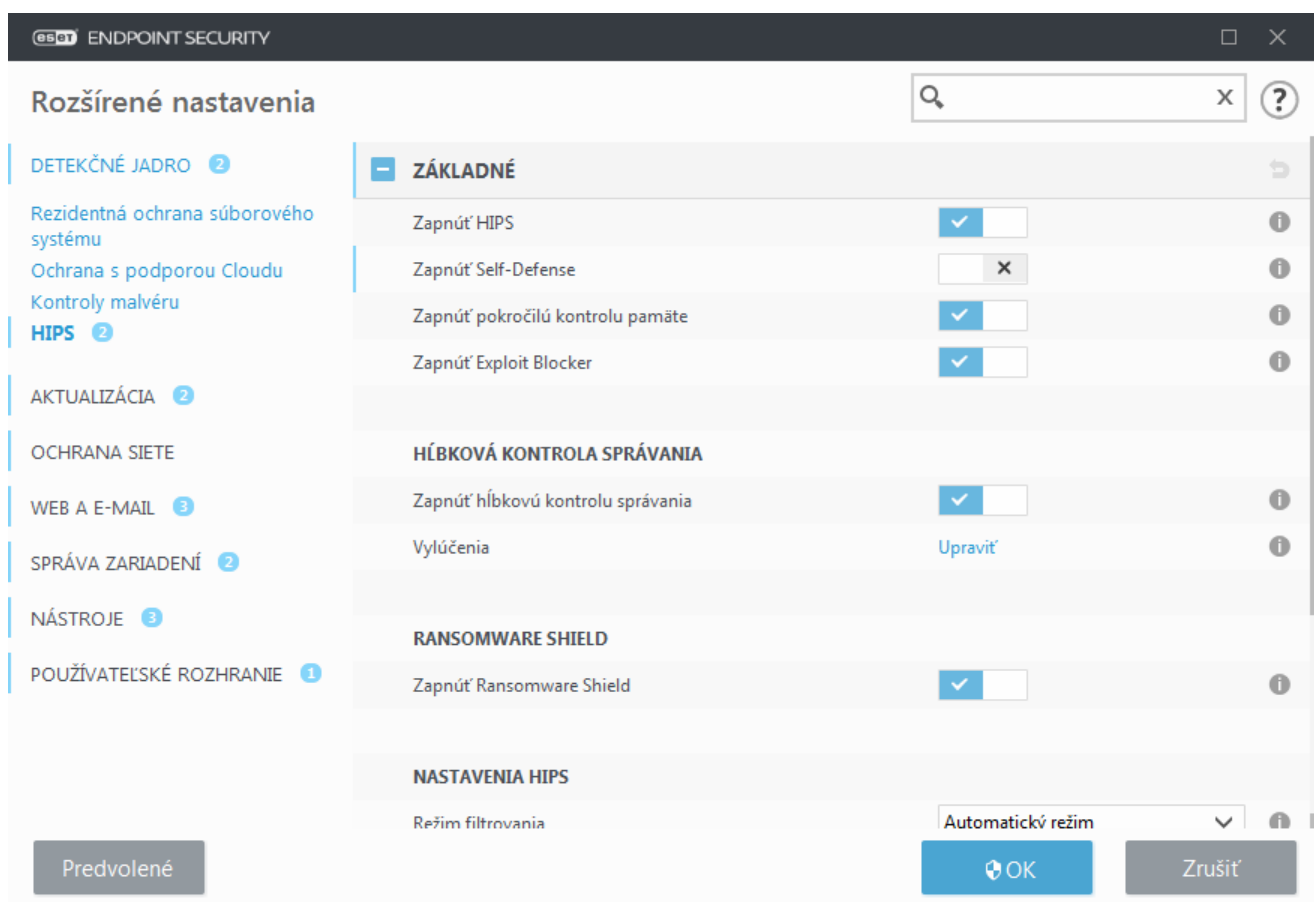 eset ENDPOINT SECURITY
Rozšírené nastavenia
x
?
DETEKČNÉ JADRO 2
Rezidentná ochrana súborového
systému
Ochrana s podporou Cloudu
Kontroly malvéru
HIPS 2
AKTUALIZÁCIA 2
OCHRANA SIETE
WEB A E-MAIL 3
SPRÁVA ZARIADENÍ 2
NÁSTROJE 3
POUŽÍVATEĽSKÉ ROZHRANIE 1
ZÁKLADNÉ
Zapnúť HIPS
Zapnúť Self-Defense
Zapnúť pokročilú kontrolu pamäte
Zapnúť Exploit Blocker
HĹBKOVÁ KONTROLA SPRÁVANIA
Zapnúť hĺbkovú kontrolu správania
Vylúčenia Upraviť
RANSOMWARE SHIELD
Zapnúť Ransomware Shield
NASTAVENIA HIPS
Režim filtrovania Automatický režim
Predvolené
OK
Zrušiť